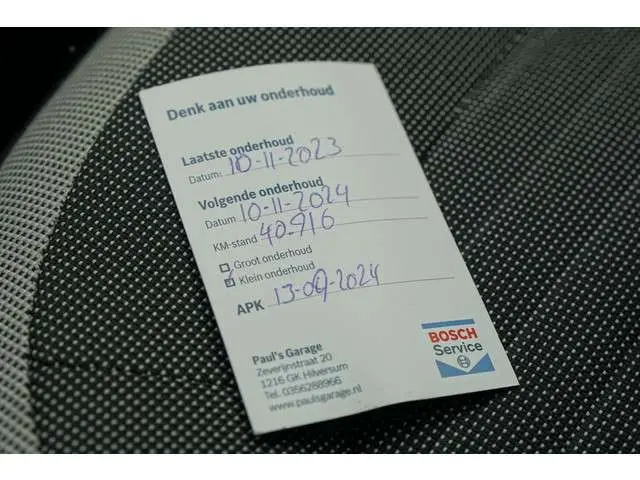 Denk aan uw onderhoud
Laatste onderhoud
Datum: 10-11-2023
Volgende onderhoud
Datum 10-11-2024
KM-stand 40.916
Groot onderhoud
Klein onderhoud
APK 13-09-2024
Paul's Garage
Zeverijnstraat 20
1216 GK Hilversum
Tel. 0356288966
www.paulsgarage.nl
BOSCH
Service